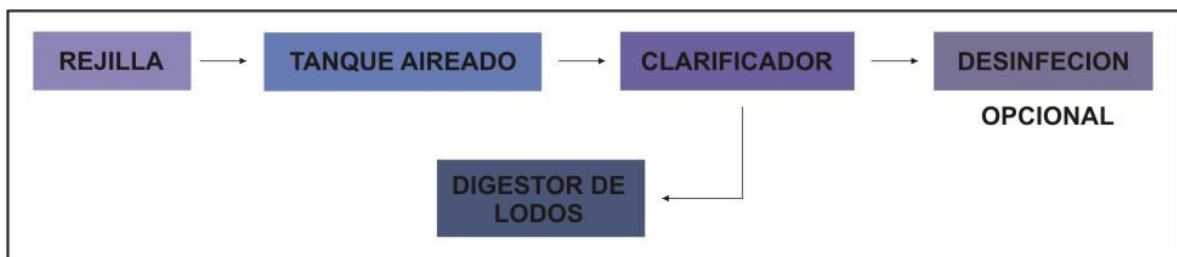 REJILLA
TANQUE AIREADO
CLARIFICADOR
DESINFECION
OPCIONAL
DIGESTOR DE
LODOS